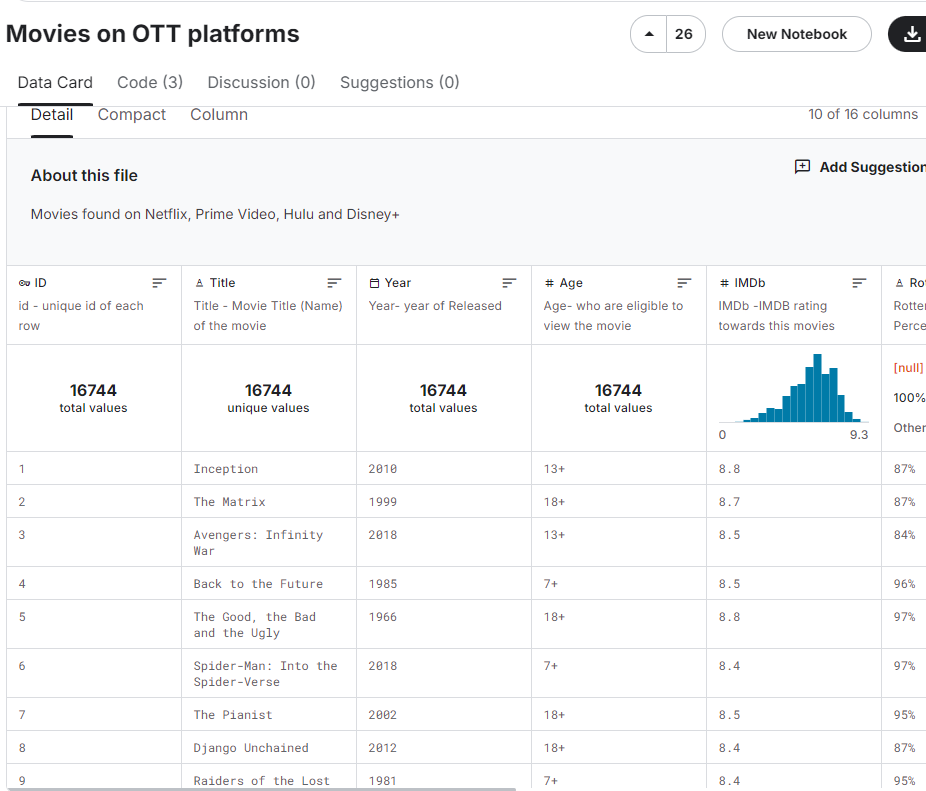 Movies on OTT platforms
26
New Notebook
Data Card
Code (3)
Discussion (0)
Suggestions (0)
Detail
Compact
Column
10 of 16 columns
About this file
Add Suggestion
Movies found on Netflix, Prime Video, Hulu and Disney+
ID
id - unique id of each
row
Title
Title - Movie Title (Name)
of the movie
Year
Year- year of Released
Age
Age- who are eligible to
view the movie
IMDb
IMDb -IMDB rating
towards this movies
Ro
Rotten
Perce
16744
total values
16744
unique values
16744
total values
16744
total values
0
9.3
[null]
100%
Other
1 Inception 2010 13+ 8.8 87%
2 The Matrix 1999 18+ 8.7 87%
3 Avengers: Infinity 2018 13+ 8.5 84%
War
4 Back to the Future 1985 7+ 8.5 96%
5 The Good, the Bad 1966 18+ 8.8 97%
and the Ugly
6 Spider-Man: Into the 2018 7+ 8.4 97%
Spider-Verse
7 The Pianist 2002 18+ 8.5 95%
8 Django Unchained 2012 18+ 8.4 87%
9 Raiders of the Lost 1981 7+ 8.4 95%